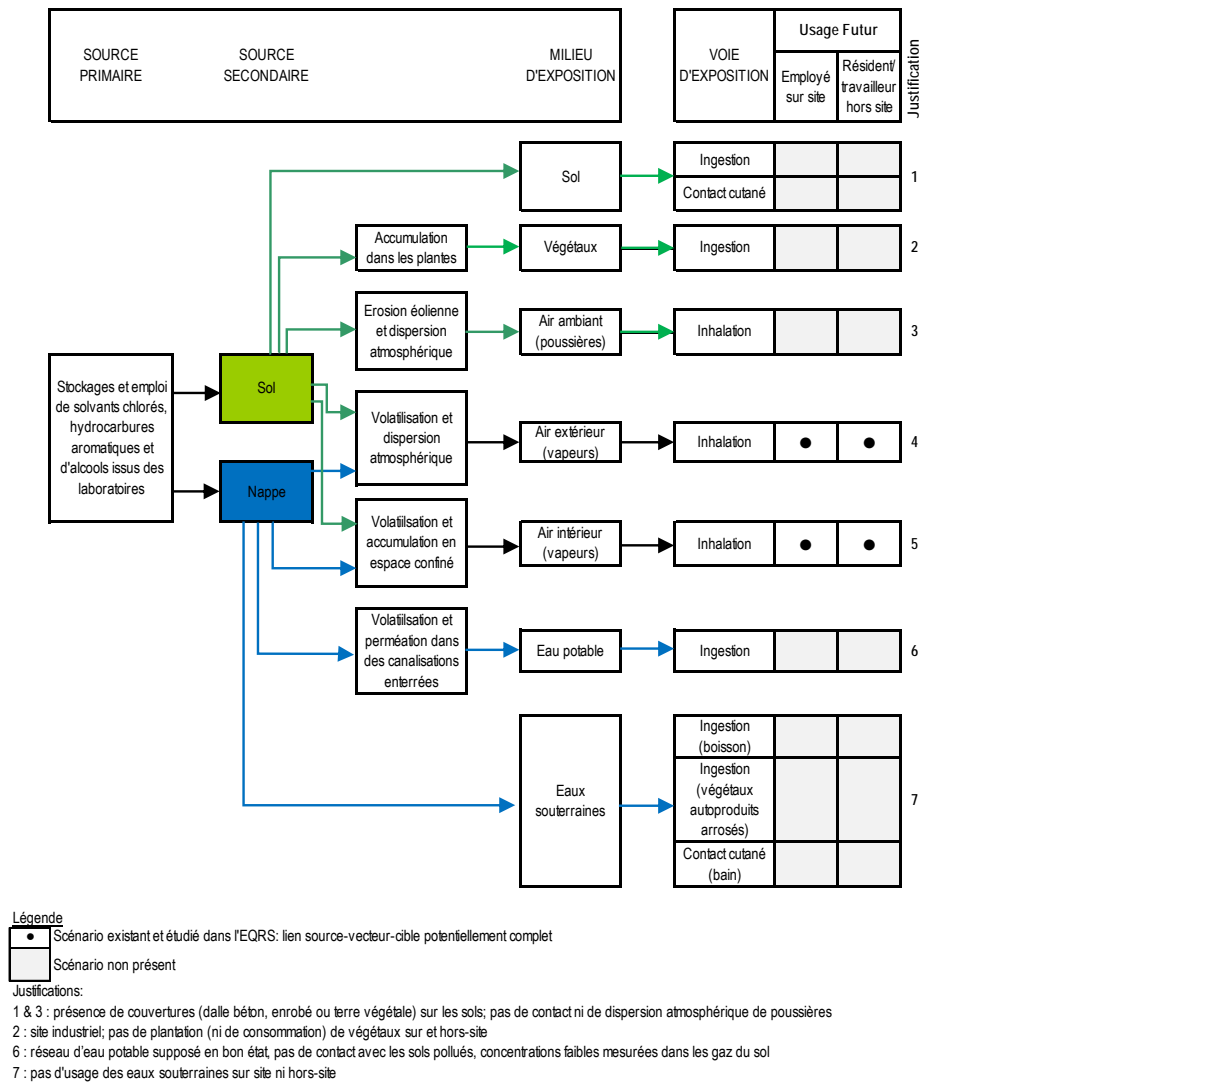 SOURCE
PRIMAIRE
SOURCE
SECONDAIRE
MILIEU
D'EXPOSITION
VOIE
D'EXPOSITION
Usage Futur
Employé
sur site
Résident/
travailleur
hors site
Justification
Sol
Ingestion
Contact cutané
1
Accumulation
dans les plantes
Végétaux
Ingestion
2
Erosion éolienne
et dispersion
atmosphérique
Air ambiant
(poussières)
Inhalation
3
Stockages et emploi
de solvants chlorés,
hydrocarbures
aromatiques et
d'alcools issus des
laboratoires
Sol
Nappe
Volatilisation et
dispersion
atmosphérique
Air extérieur
(vapeurs)
Inhalation
● ●
4
Volatiilsation et
accumulation en
espace confiné
Air intérieur
(vapeurs)
Inhalation
● ●
5
Volatiilsation et
perméation dans
des canalisations
enterrées
Eau potable
Ingestion
6
Eaux
souterraines
Ingestion
(boisson)
Ingestion
(végétaux
autoproduits
arrosés)
Contact cutané
(bain)
7
Légende
● Scénario existant et étudié dans l'EQRS: lien source-vecteur-cible potentiellement complet
Scénario non présent
Justifications:
1 & 3 : présence de couvertures (dalle béton, enrobé ou terre végétale) sur les sols; pas de contact ni de dispersion atmosphérique de poussières
2 : site industriel; pas de plantation (ni de consommation) de végétaux sur et hors-site
6 : réseau d'eau potable supposé en bon état, pas de contact avec les sols pollués, concentrations faibles mesurées dans les gaz du sol
7 : pas d'usage des eaux souterraines sur site ni hors-site